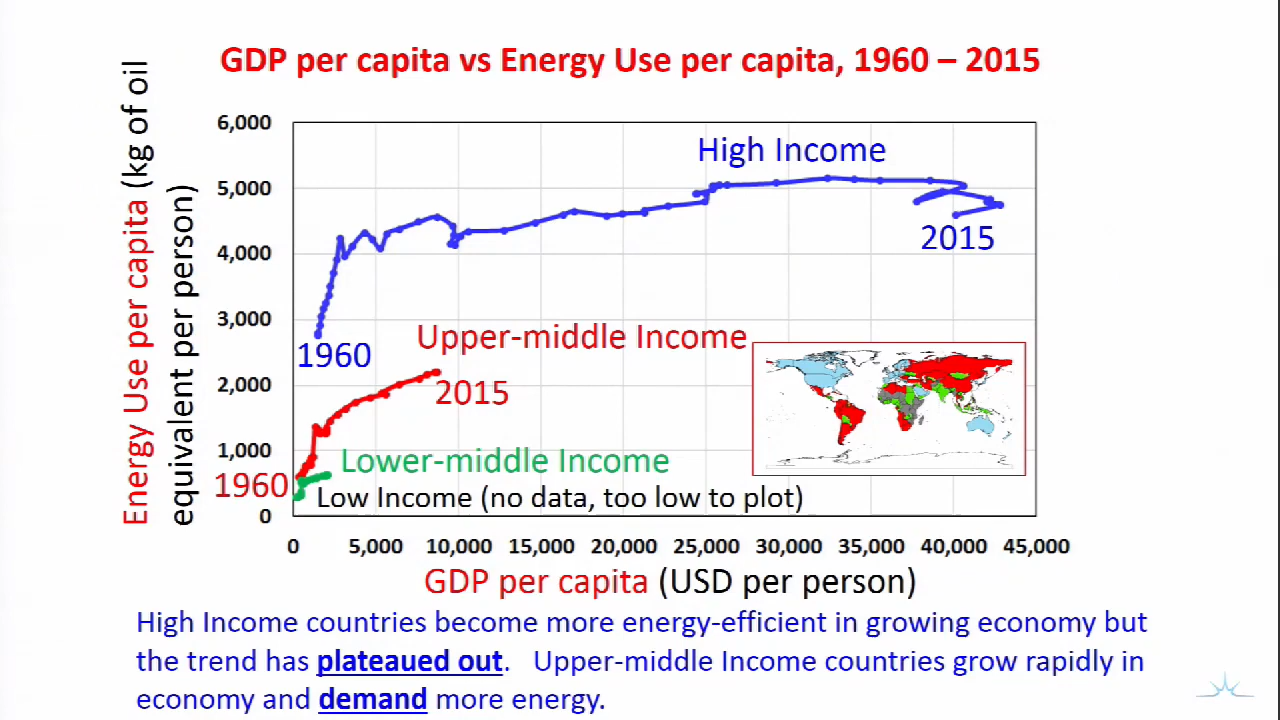 GDP per capita vs Energy Use per capita, 1960 – 2015
Energy Use per capita (kg of oil
equivalent per person)
6,000
5,000
4,000
3,000
2,000
1,000
0
High Income
2015
1960
Upper-middle Income
2015
Lower-middle Income
1960
Low Income (no data, too low to plot)
0 5,000 10,000 15,000 20,000 25,000 30,000 35,000 40,000 45,000
GDP per capita (USD per person)
High Income countries become more energy-efficient in growing economy but
the trend has plateaued out. Upper-middle Income countries grow rapidly in
economy and demand more energy.